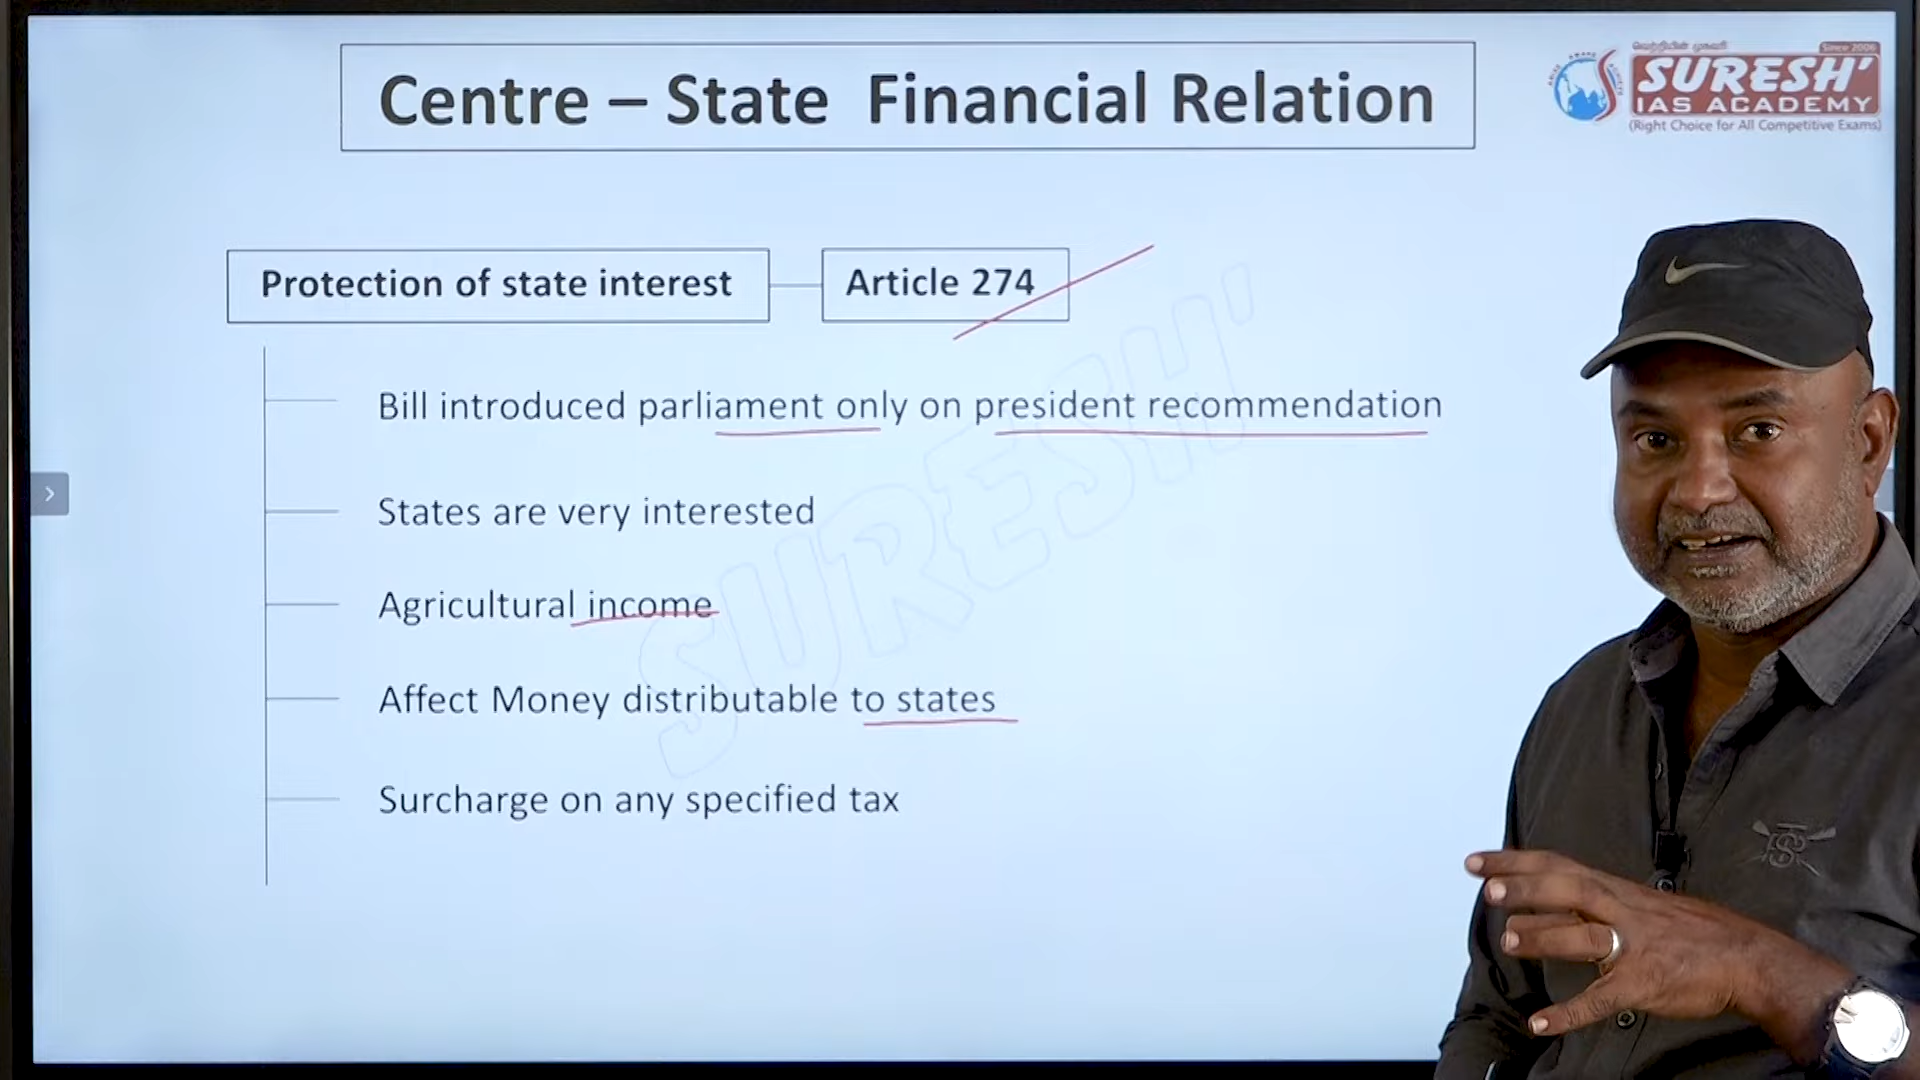 Centre – State Financial Relation
வெற்றியின் முகவரி
Since 2006
SURESH'
IAS ACADEMY
(Right Choice for All Competitive Exams)
Protection of state interest
Article 274
Bill introduced parliament only on president recommendation
States are very interested
Agricultural income
Affect Money distributable to states
Surcharge on any specified tax
SURESH'